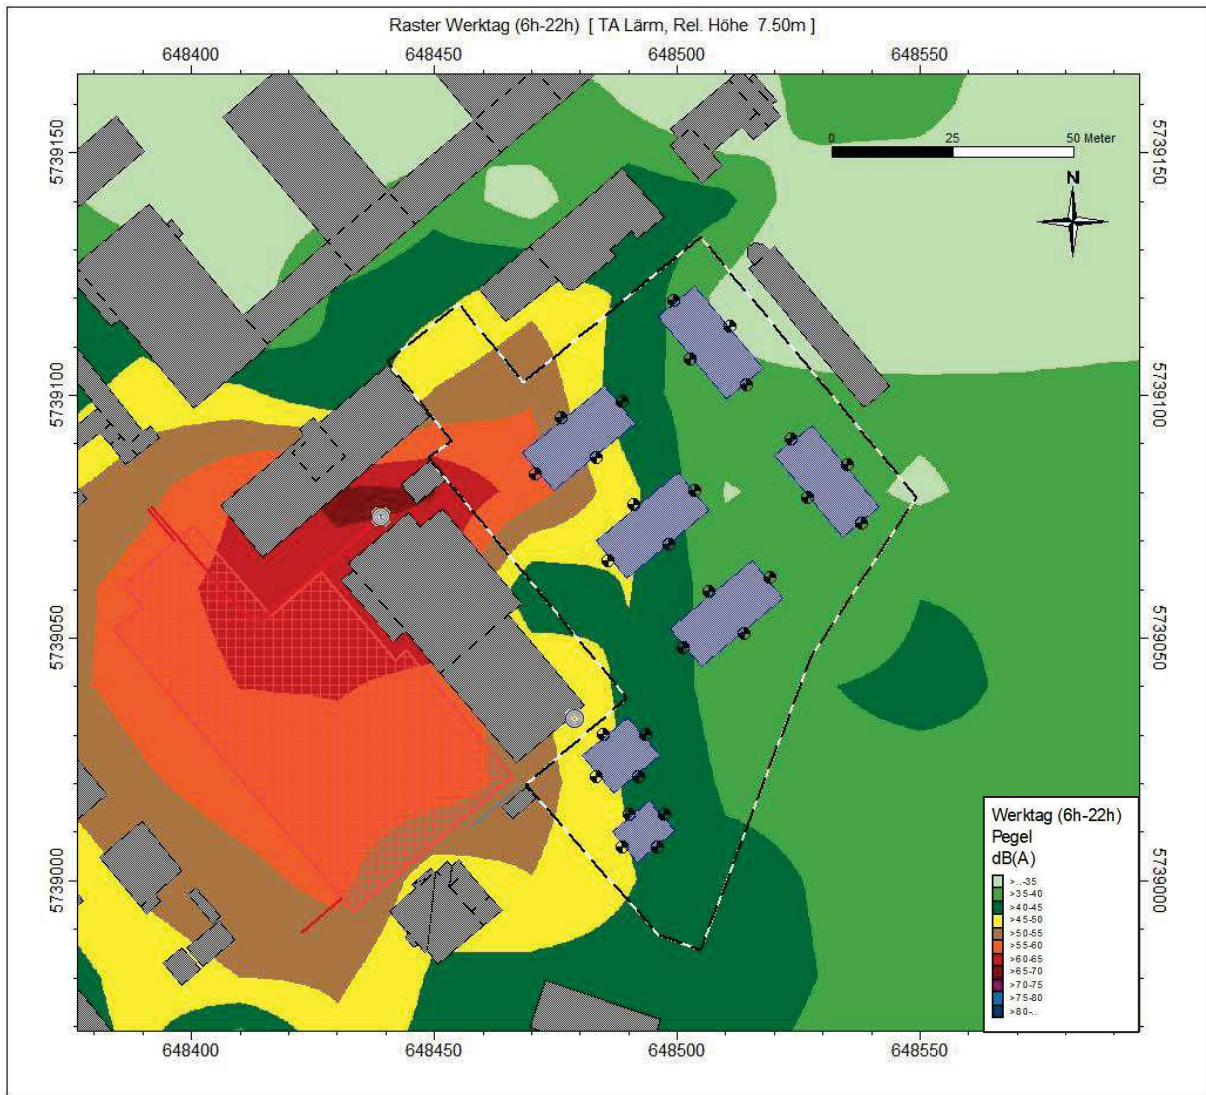 Raster Werktag (6h-22h) [ TA Lärm, Rel. Höhe 7.50m ]
648400 648450 648500 648550
5739150 5739150
0 25 50 Meter
N
5739100 5739100
5739050 5739050
5739000 5739000
Werktag (6h-22h)
Pegel
dB(A)
>..-35
>35-40
>40-45
>45-50
>50-55
>55-60
>60-65
>65-70
>70-75
>75-80
>80-..
648400 648450 648500 648550